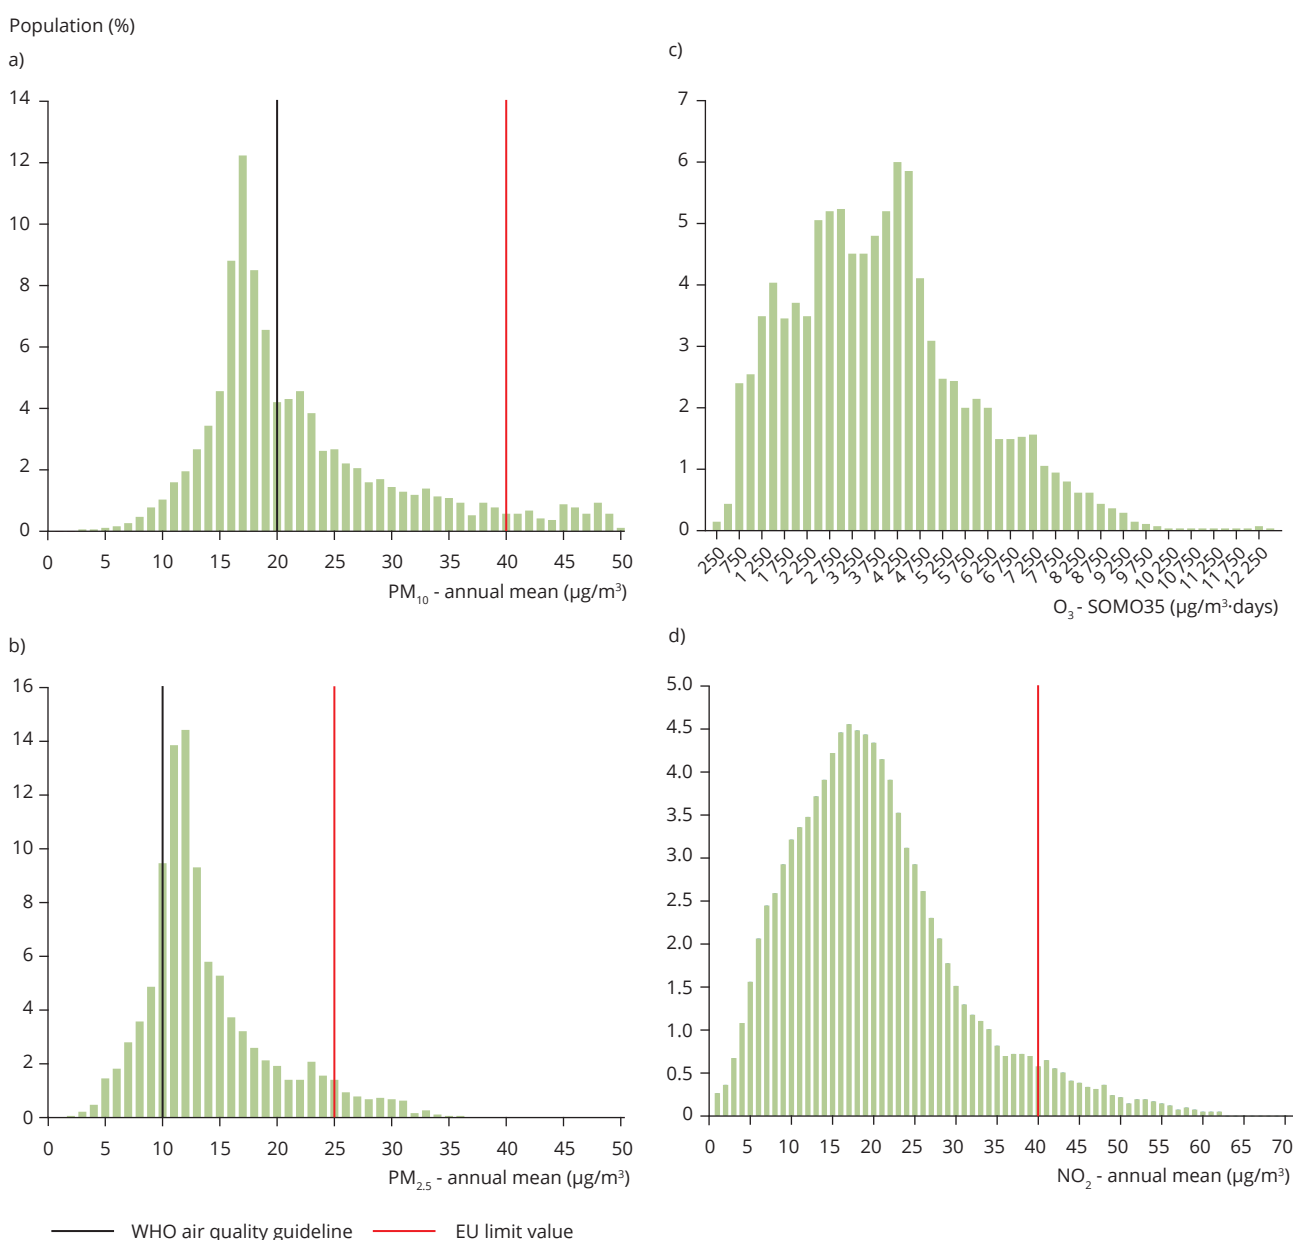 Population (%)
a)
14
12
10
8
6
4
2
0
0 5 10 15 20 25 30 35 40 45 50
PM10 - annual mean (µg/m³)
b)
16
14
12
10
8
6
4
2
0
0 5 10 15 20 25 30 35 40 45 50
PM2.5 - annual mean (µg/m³)
c)
7
6
5
4
3
2
1
0
250 750 1 250 1 750 2 250 2 750 3 250 3 750 4 250 4 750 5 250 5 750 6 250 6 750 7 250 7 750 8 250 8 750 9 250 9 750 10 250 10 750 11 250 11 750 12 250
O3 - SOMO35 (µg/m³·days)
d)
5.0
4.5
4.0
3.5
3.0
2.5
2.0
1.5
1.0
0.5
0
0 5 10 15 20 25 30 35 40 45 50 55 60 65 70
NO2 - annual mean (µg/m³)
WHO air quality guideline EU limit value